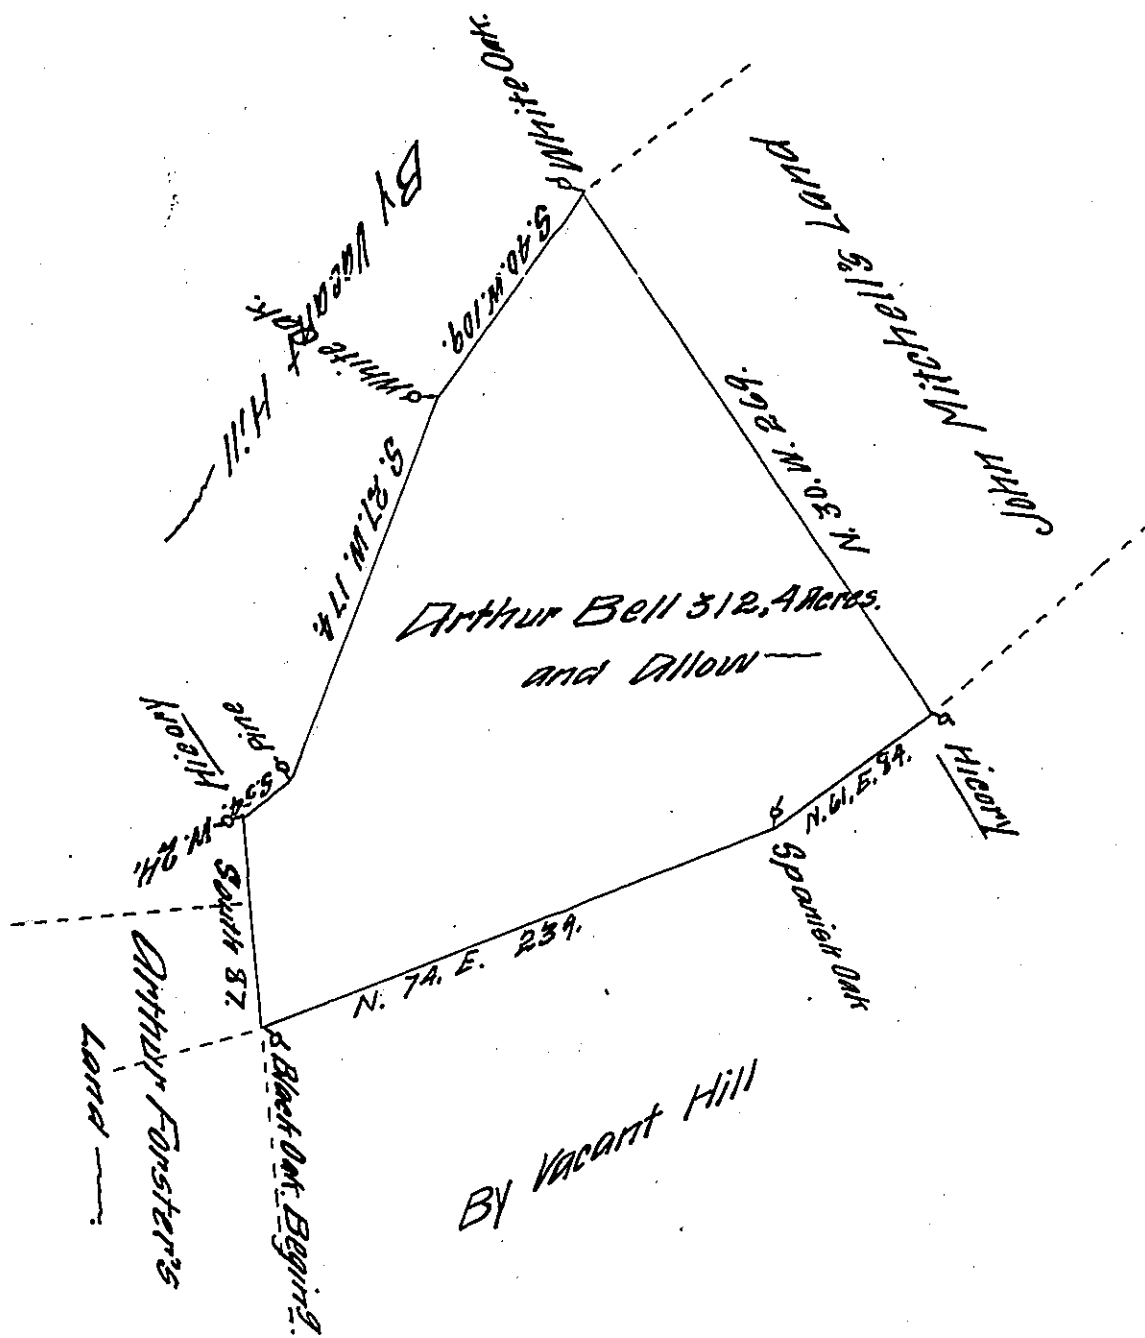 White Oak.
By Vacant
Hill
White Oak.
S. 40. W. 109.
John Mitchell's Land
N. 30. W. 269.
S. 27. W. 174.
Arthur Bell 312, 4 Acres.
and Allow —
Hicory
Pine
S. 54.
W. 24.
Hicory
N. 61, E. 84.
Spanish Oak
South 87.
N. 74. E. 239.
Arthur Forster's
Land —
Black Oak. Begin'g.
By Vacant Hill